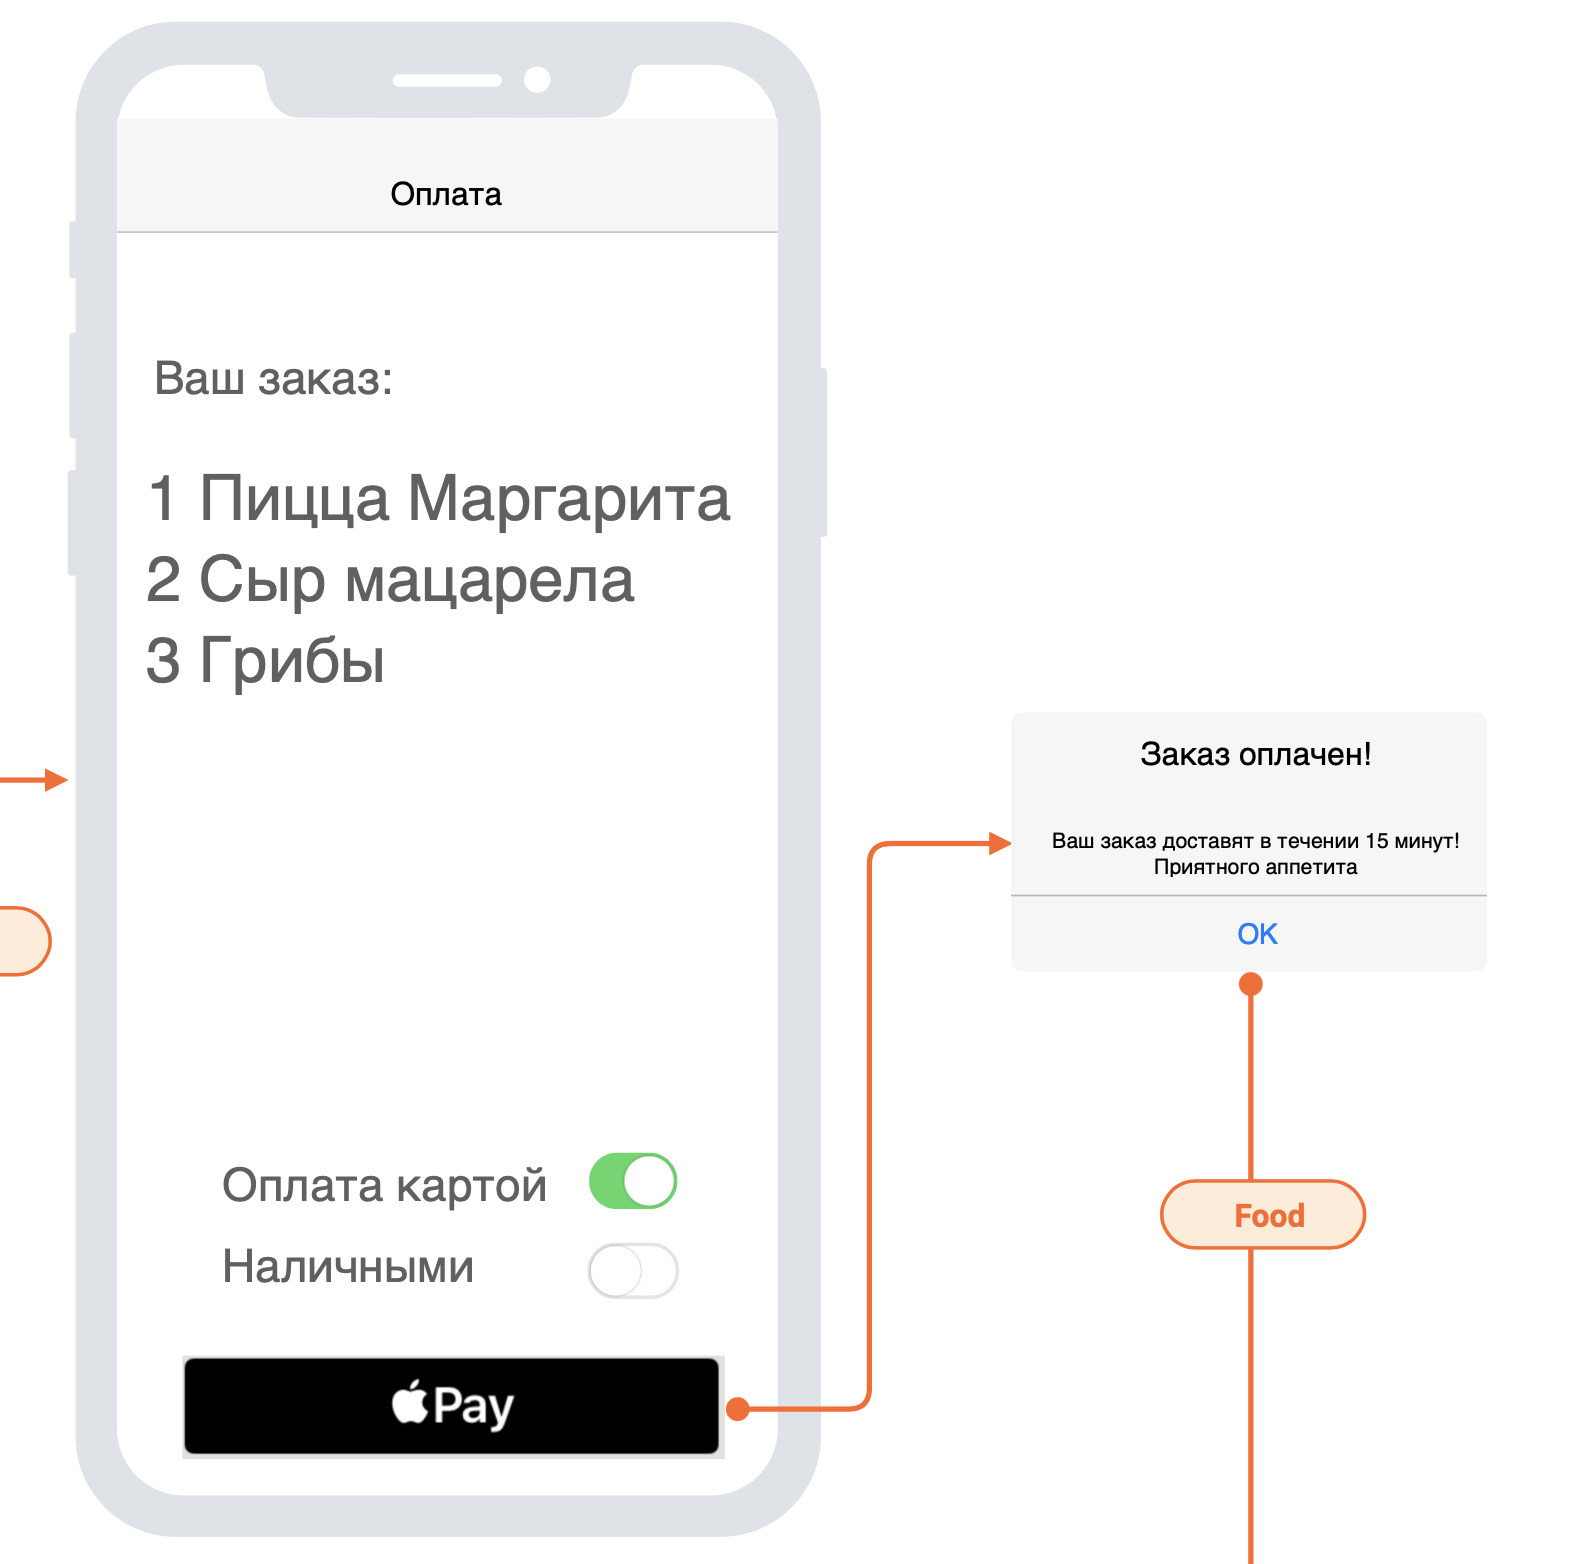 Оплата
Ваш заказ:
1 Пицца Маргарита
2 Сыр мацарела
3 Грибы
Оплата картой
Наличными
Pay
Заказ оплачен!
Ваш заказ доставят в течении 15 минут!
Приятного аппетита
OK
Food